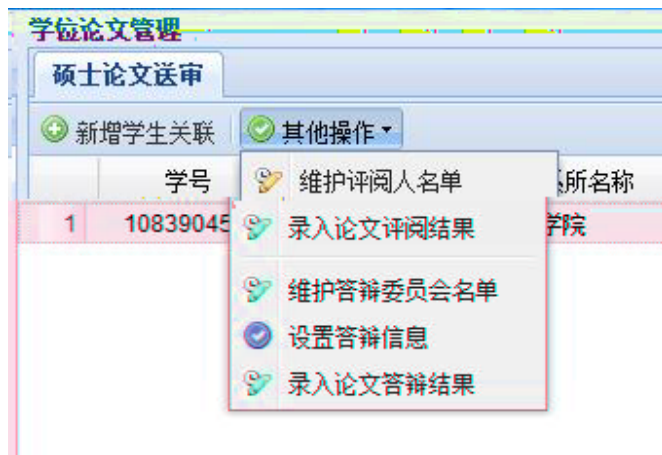 学位论文管理
硕士论文送审
新增学生关联 其他操作
学号 所名称
1 10839045 学院
维护评阅人名单
录入论文评阅结果
维护答辩委员会名单
设置答辩信息
录入论文答辩结果